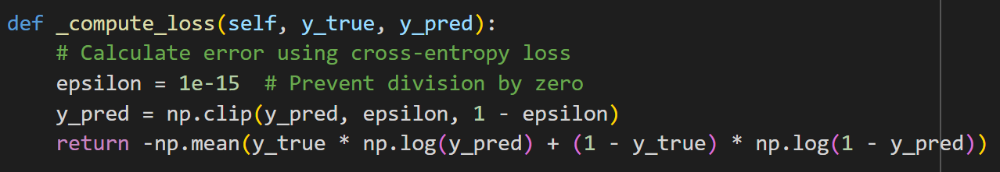 def _compute_loss(self, y_true, y_pred):
    # Calculate error using cross-entropy loss
    epsilon = 1e-15  # Prevent division by zero
    y_pred = np.clip(y_pred, epsilon, 1 - epsilon)
    return -np.mean(y_true * np.log(y_pred) + (1 - y_true) * np.log(1 - y_pred))